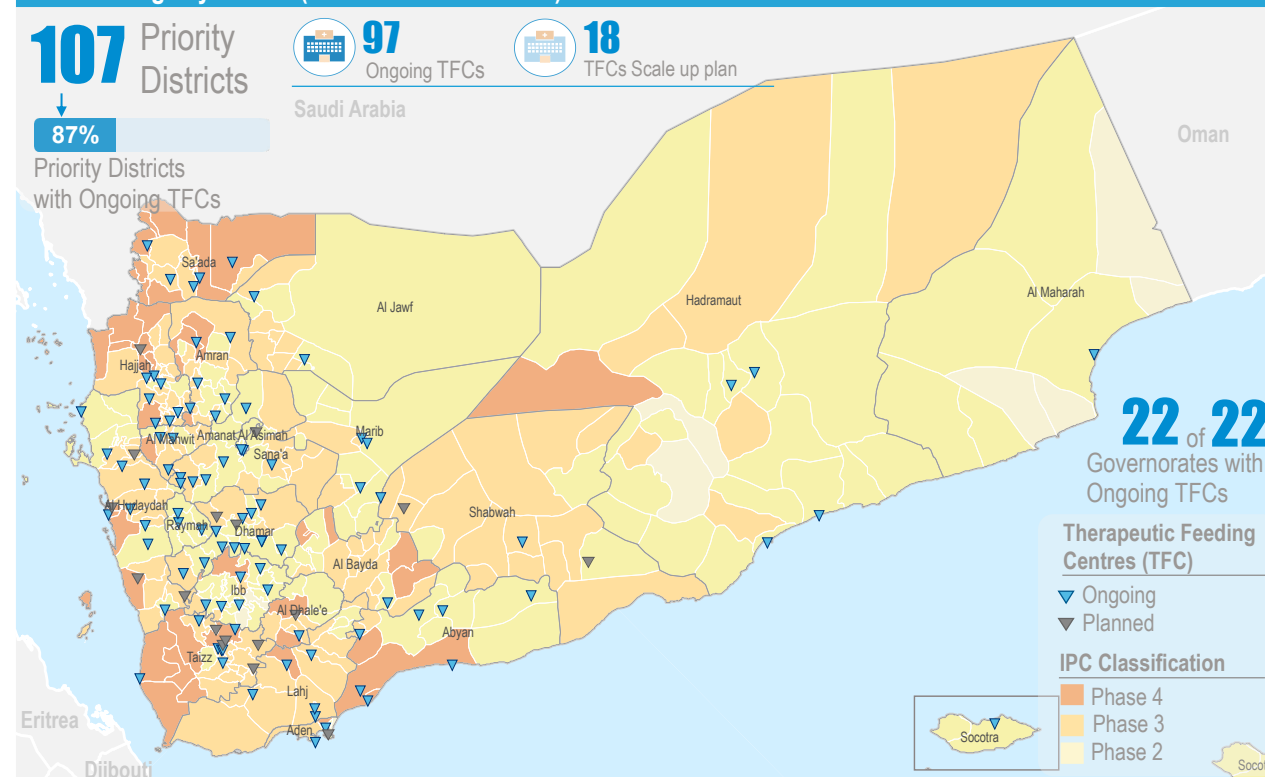 107
Priority
Districts
97
Ongoing TFCs
18
TFCs Scale up plan
87%
Priority Districts
with Ongoing TFCs
Saudi Arabia
Oman
Sa'ada
Al Jawf
Hadramaut
Al Maharah
Hajjah
Amran
Al Mahwit
Amanat Al Asimah
Sana'a
Marib
Al Hudaydah
Raymah
Dhamar
Shabwah
Al Bayda
Ibb
Al Dhale'e
Abyan
Taizz
Lahj
Aden
Eritrea
Djibouti
22 of 22
Governorates with
Ongoing TFCs
Therapeutic Feeding
Centres (TFC)
Ongoing
Planned
IPC Classification
Phase 4
Phase 3
Phase 2
Socotra